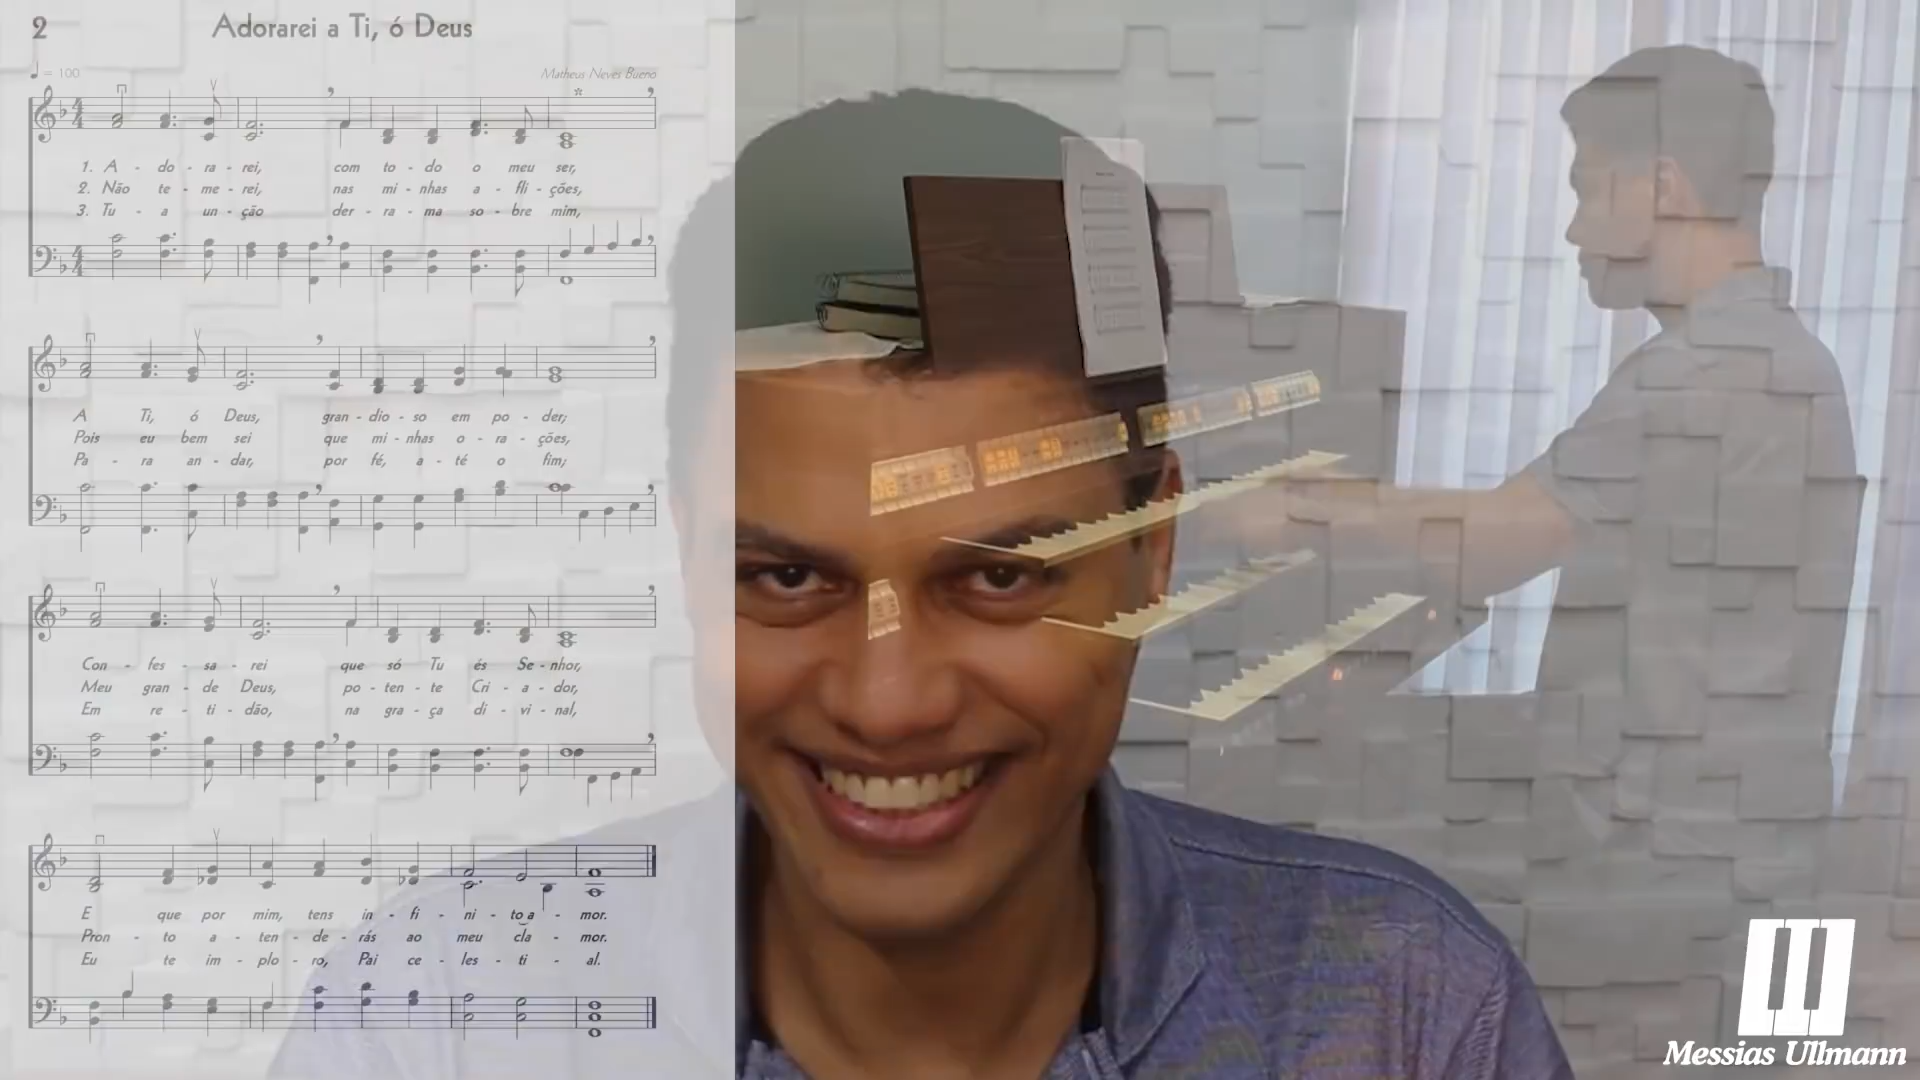 2
Adorarei a Ti, ó Deus
♩ = 100
Matheus Neves Bueno
1. A - do - ra - rei, com to - do o meu ser,
2. Não te - me - rei, nas mi - nhas a - fli - ções,
3. Tu - a un - ção der - ra - ma so - bre mim,
A Ti, ó Deus, gran - dio - so em po - der;
Pois eu bem sei que mi - nhas o - ra - ções,
Pa - ra an - dar, por fé, a - té o fim;
Con - fes - sa - rei que só Tu és Se - nhor,
Meu gran - de Deus, po - ten - te Cri - a - dor,
Em re - ti - dão, na gra - ça di - vi - nal,
E que por mim, tens in - fi - ni - to a - mor.
Pron - to a - ten - de - rás ao meu cla - mor.
Eu te im - plo - ro, Pai ce - les - ti - al.
Messias Ullmann